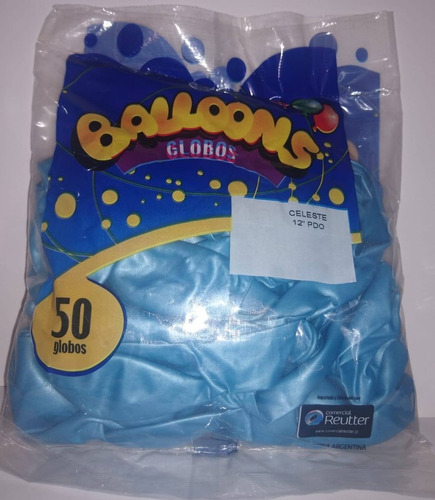 BALLOONS
GLOBOS
CELESTE
12" PDO
50
globos
comercial
Reutter
ARGENTINA